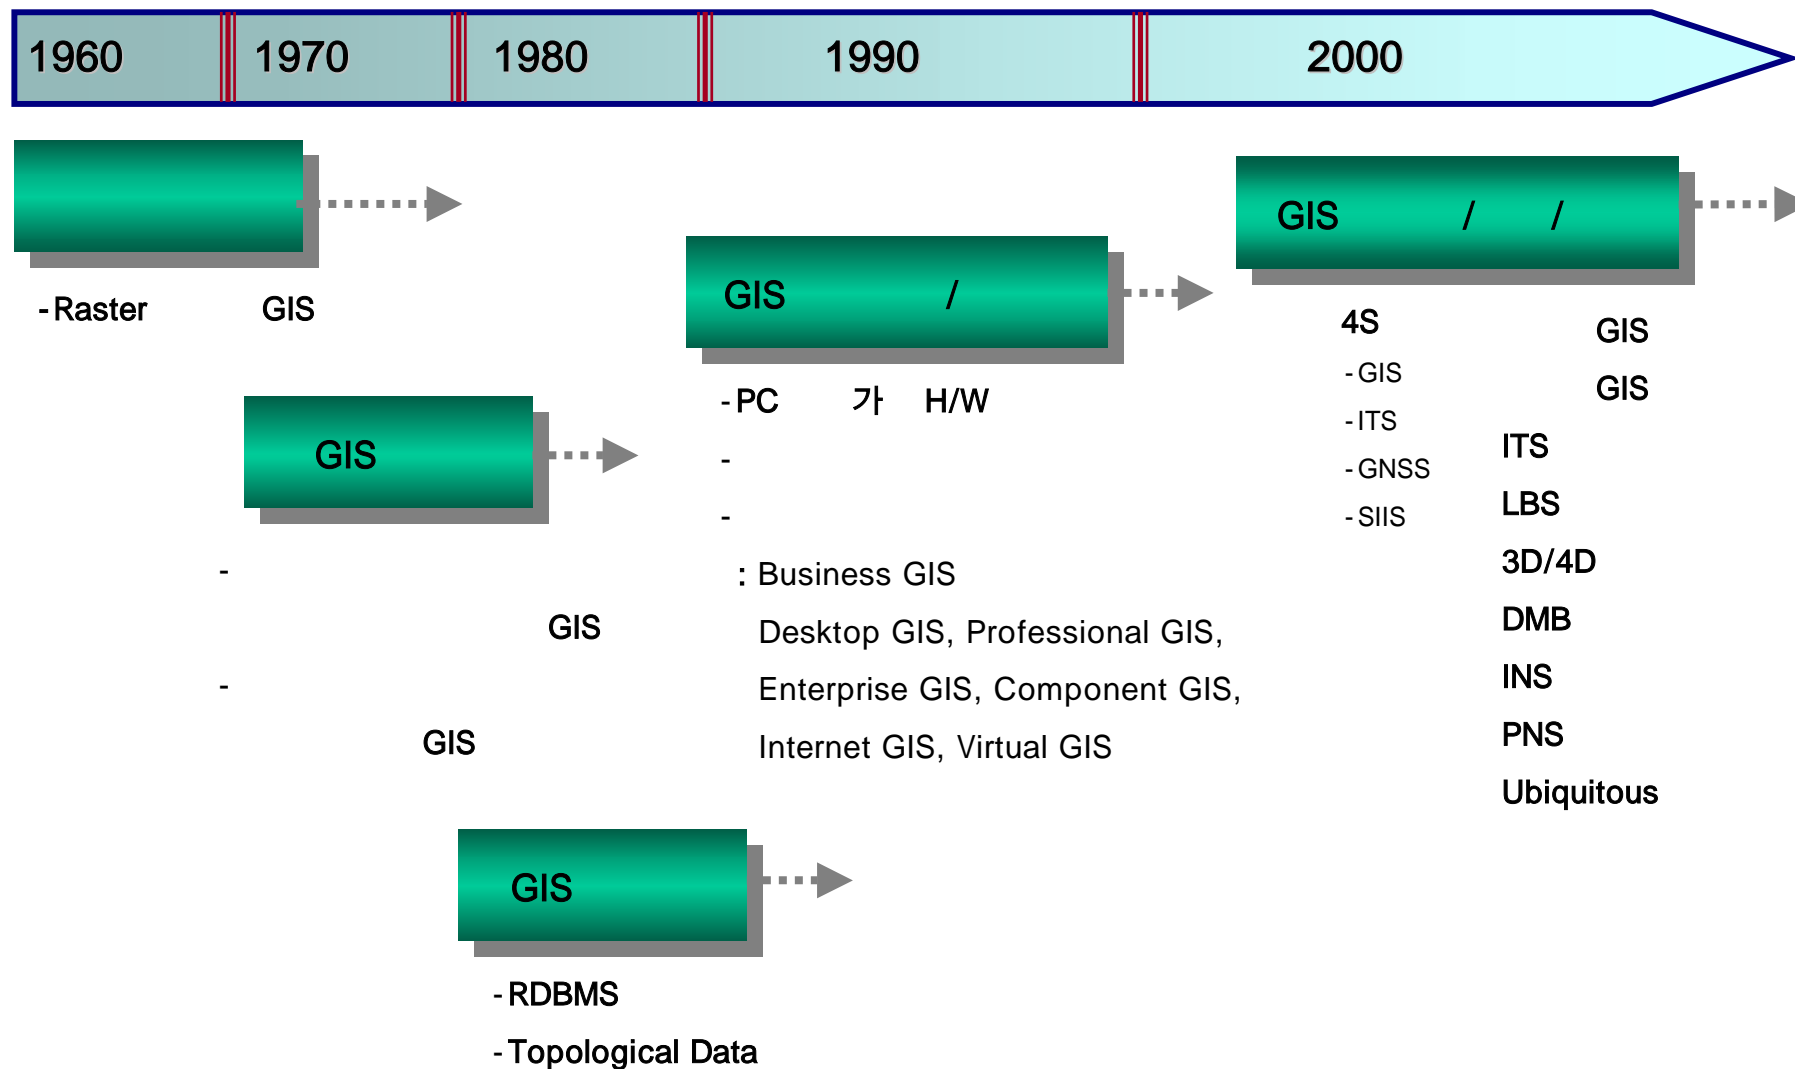 1960 1970 1980 1990 2000
- Raster GIS
GIS
-
GIS
-
GIS
GIS
- RDBMS
- Topological Data
GIS /
- PC 가 H/W
-
-
: Business GIS
Desktop GIS, Professional GIS,
Enterprise GIS, Component GIS,
Internet GIS, Virtual GIS
GIS / /
4S
- GIS
- ITS
- GNSS
- SIIS
GIS
GIS
ITS
LBS
3D/4D
DMB
INS
PNS
Ubiquitous